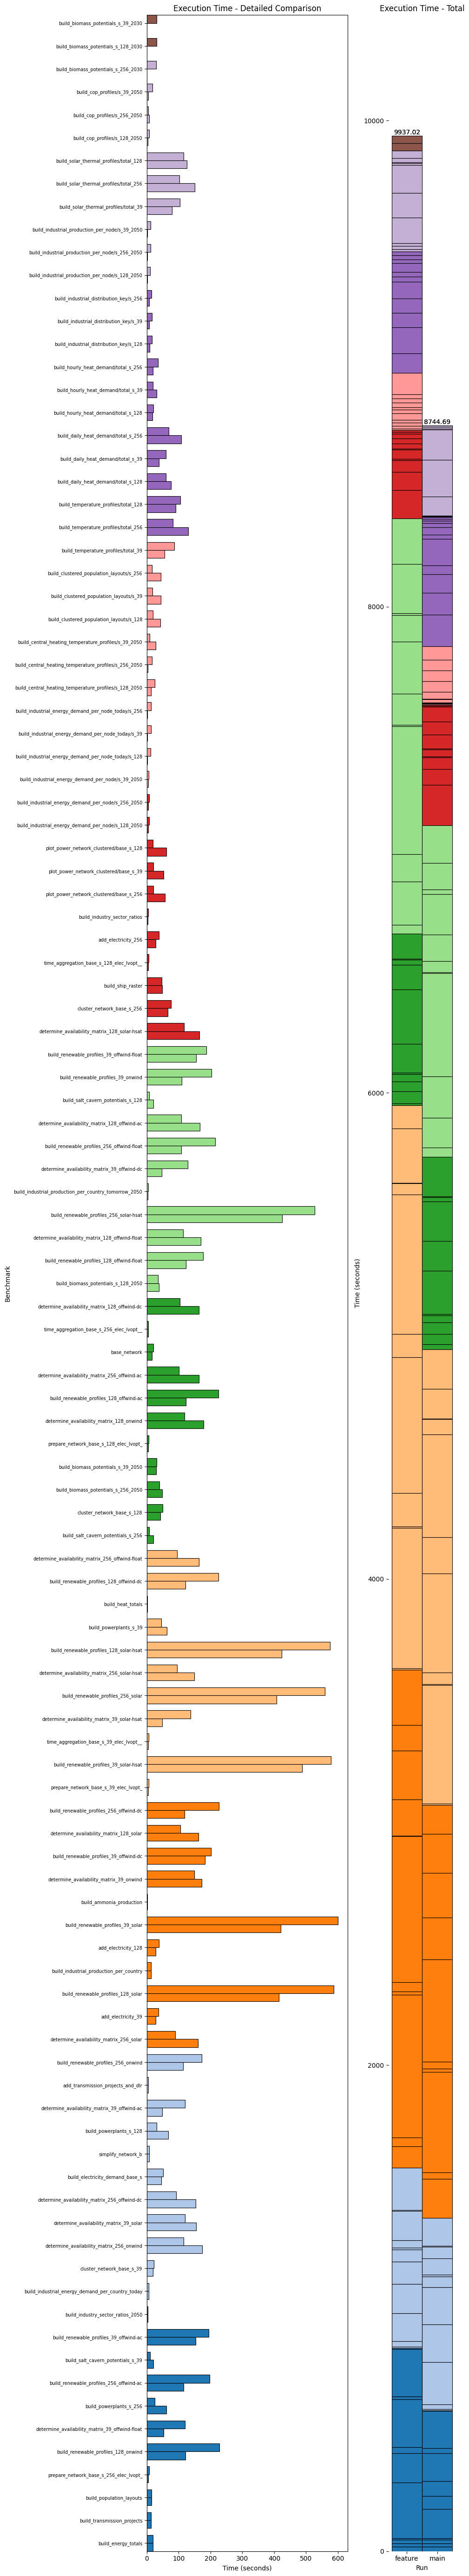 Execution Time - Detailed Comparison
Execution Time - Total
build_biomass_potentials_s_39_2030
build_biomass_potentials_s_128_2030
build_biomass_potentials_s_256_2030
build_cop_profiles/s_39_2050
build_cop_profiles/s_256_2050
build_cop_profiles/s_128_2050
build_solar_thermal_profiles/total_128
build_solar_thermal_profiles/total_256
build_solar_thermal_profiles/total_39
build_industrial_production_per_node/s_39_2050
build_industrial_production_per_node/s_256_2050
build_industrial_production_per_node/s_128_2050
build_industrial_distribution_key/s_256
build_industrial_distribution_key/s_39
build_industrial_distribution_key/s_128
build_hourly_heat_demand/total_s_256
build_hourly_heat_demand/total_s_39
build_hourly_heat_demand/total_s_128
build_daily_heat_demand/total_s_256
build_daily_heat_demand/total_s_39
build_daily_heat_demand/total_s_128
build_temperature_profiles/total_128
build_temperature_profiles/total_256
build_temperature_profiles/total_39
build_clustered_population_layouts/s_256
build_clustered_population_layouts/s_39
build_clustered_population_layouts/s_128
build_central_heating_temperature_profiles/s_39_2050
build_central_heating_temperature_profiles/s_256_2050
build_central_heating_temperature_profiles/s_128_2050
build_industrial_energy_demand_per_node_today/s_256
build_industrial_energy_demand_per_node_today/s_39
build_industrial_energy_demand_per_node_today/s_128
build_industrial_energy_demand_per_node/s_39_2050
build_industrial_energy_demand_per_node/s_256_2050
build_industrial_energy_demand_per_node/s_128_2050
plot_power_network_clustered/base_s_128
plot_power_network_clustered/base_s_39
plot_power_network_clustered/base_s_256
build_industry_sector_ratios
add_electricity_256
time_aggregation_base_s_128_elec_lvopt__
build_ship_raster
cluster_network_base_s_256
determine_availability_matrix_128_solar-hsat
build_renewable_profiles_39_offwind-float
build_renewable_profiles_39_onwind
build_salt_cavern_potentials_s_128
determine_availability_matrix_128_offwind-ac
build_renewable_profiles_256_offwind-float
determine_availability_matrix_39_offwind-dc
build_industrial_production_per_country_tomorrow_2050
build_renewable_profiles_256_solar-hsat
determine_availability_matrix_128_offwind-float
build_renewable_profiles_128_offwind-float
build_biomass_potentials_s_128_2050
determine_availability_matrix_128_offwind-dc
time_aggregation_base_s_256_elec_lvopt__
base_network
determine_availability_matrix_256_offwind-ac
build_renewable_profiles_128_offwind-ac
determine_availability_matrix_128_onwind
prepare_network_base_s_128_elec_lvopt_
build_biomass_potentials_s_39_2050
build_biomass_potentials_s_256_2050
cluster_network_base_s_128
build_salt_cavern_potentials_s_256
determine_availability_matrix_256_offwind-float
build_renewable_profiles_128_offwind-dc
build_heat_totals
build_powerplants_s_39
build_renewable_profiles_128_solar-hsat
determine_availability_matrix_256_solar-hsat
build_renewable_profiles_256_solar
determine_availability_matrix_39_solar-hsat
time_aggregation_base_s_39_elec_lvopt__
build_renewable_profiles_39_solar-hsat
prepare_network_base_s_39_elec_lvopt_
build_renewable_profiles_256_offwind-dc
determine_availability_matrix_128_solar
build_renewable_profiles_39_offwind-dc
determine_availability_matrix_39_onwind
build_ammonia_production
build_renewable_profiles_39_solar
add_electricity_128
build_industrial_production_per_country
build_renewable_profiles_128_solar
add_electricity_39
determine_availability_matrix_256_solar
build_renewable_profiles_256_onwind
add_transmission_projects_and_dlr
determine_availability_matrix_39_offwind-ac
build_powerplants_s_128
simplify_network_b
build_electricity_demand_base_s
determine_availability_matrix_256_offwind-dc
determine_availability_matrix_39_solar
determine_availability_matrix_256_onwind
cluster_network_base_s_39
build_industrial_energy_demand_per_country_today
build_industry_sector_ratios_2050
build_renewable_profiles_39_offwind-ac
build_salt_cavern_potentials_s_39
build_renewable_profiles_256_offwind-ac
build_powerplants_s_256
determine_availability_matrix_39_offwind-float
build_renewable_profiles_128_onwind
prepare_network_base_s_256_elec_lvopt_
build_population_layouts
build_transmission_projects
build_energy_totals
Benchmark
0 100 200 300 400 500 600
Time (seconds)
Time (seconds)
10000
8000
6000
4000
2000
0
9937.02
8744.69
feature main
Run